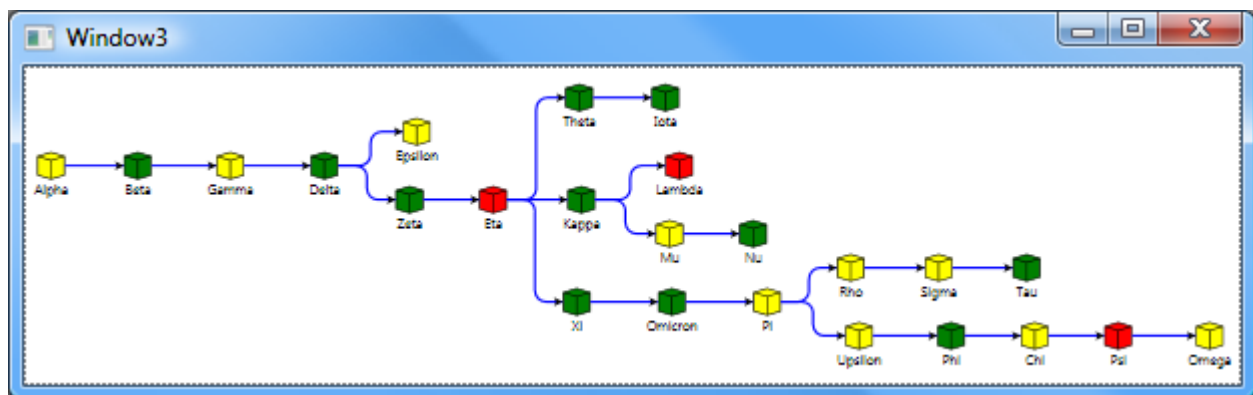 Window3
Theta
Iota
Epsilon
Alpha
Beta
Gamma
Delta
Lambda
Zeta
Eta
Kappa
Mu
Nu
Rho
Sigma
Tau
Xi
Omicron
Pi
Upsilon
Phi
Chi
Psi
Omega